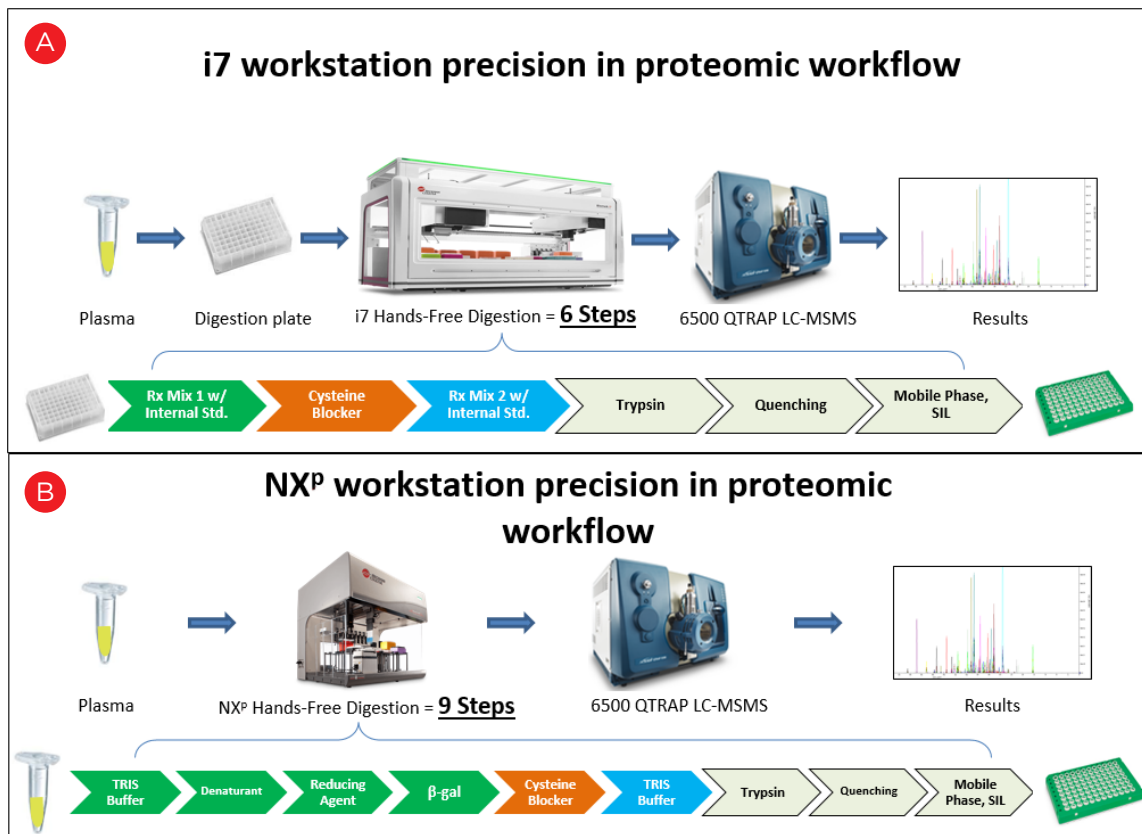 A
i7 workstation precision in proteomic workflow
Plasma
Digestion plate
i7 Hands-Free Digestion = 6 Steps
6500 QTRAP LC-MSMS
Results
Rx Mix 1 w/
Internal Std.
Cysteine
Blocker
Rx Mix 2 w/
Internal Std.
Trypsin
Quenching
Mobile Phase,
SIL
B
NXᵖ workstation precision in proteomic
workflow
Plasma
NXᵖ Hands-Free Digestion = 9 Steps
6500 QTRAP LC-MSMS
Results
TRIS
Buffer
Denaturant
Reducing
Agent
β-gal
Cysteine
Blocker
TRIS
Buffer
Trypsin
Quenching
Mobile
Phase, SIL